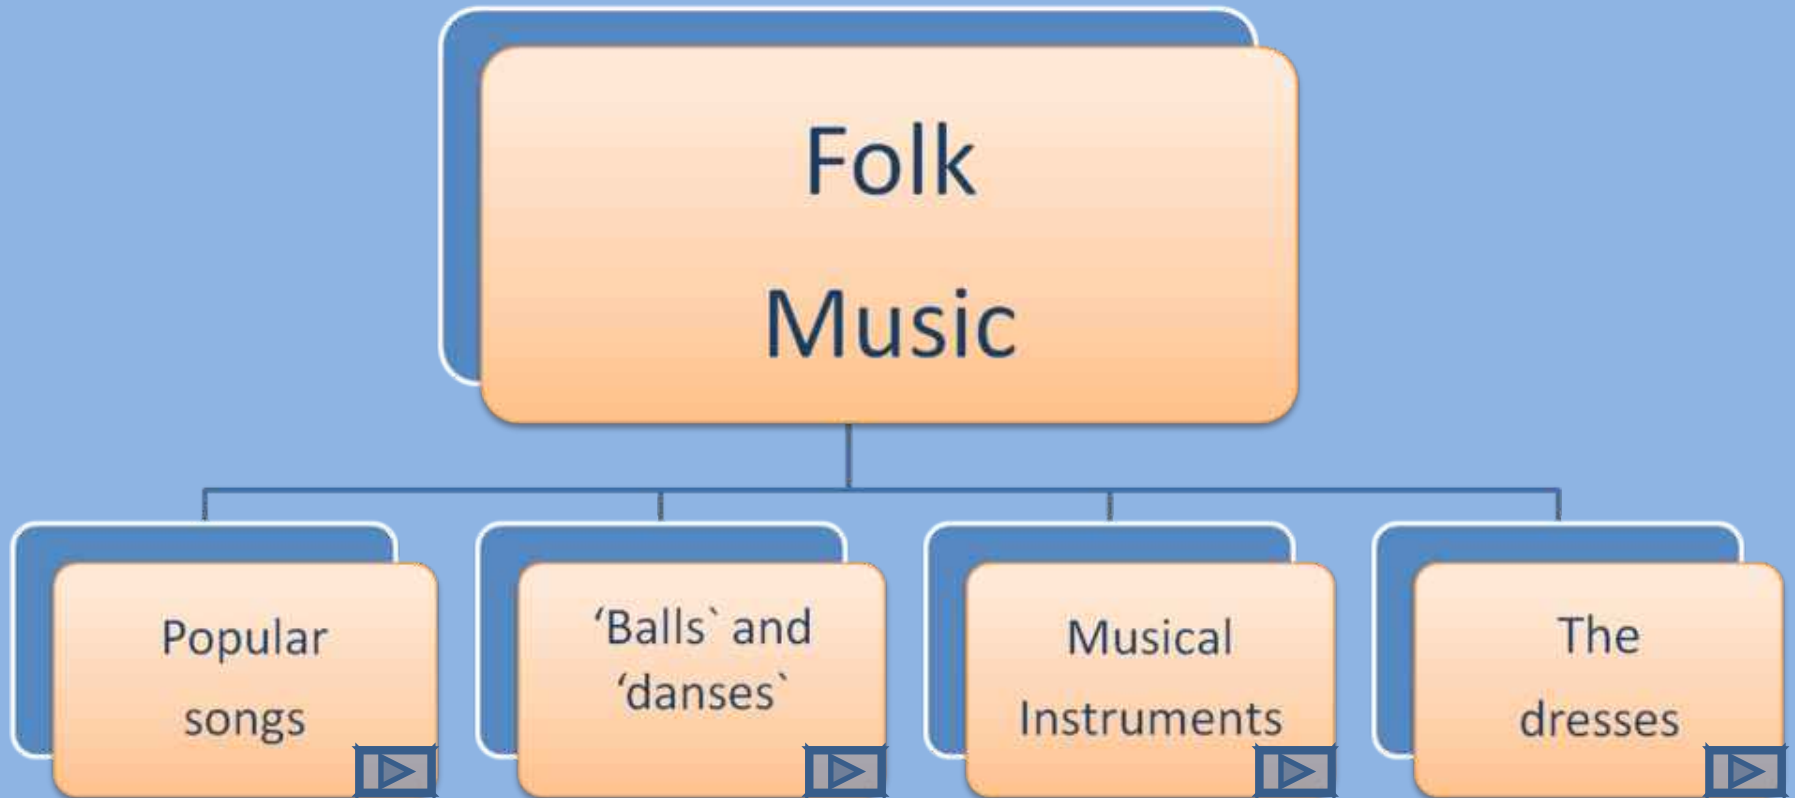 Folk
Music
Popular
songs
‘Balls` and
‘danses`
Musical
Instruments
The
dresses